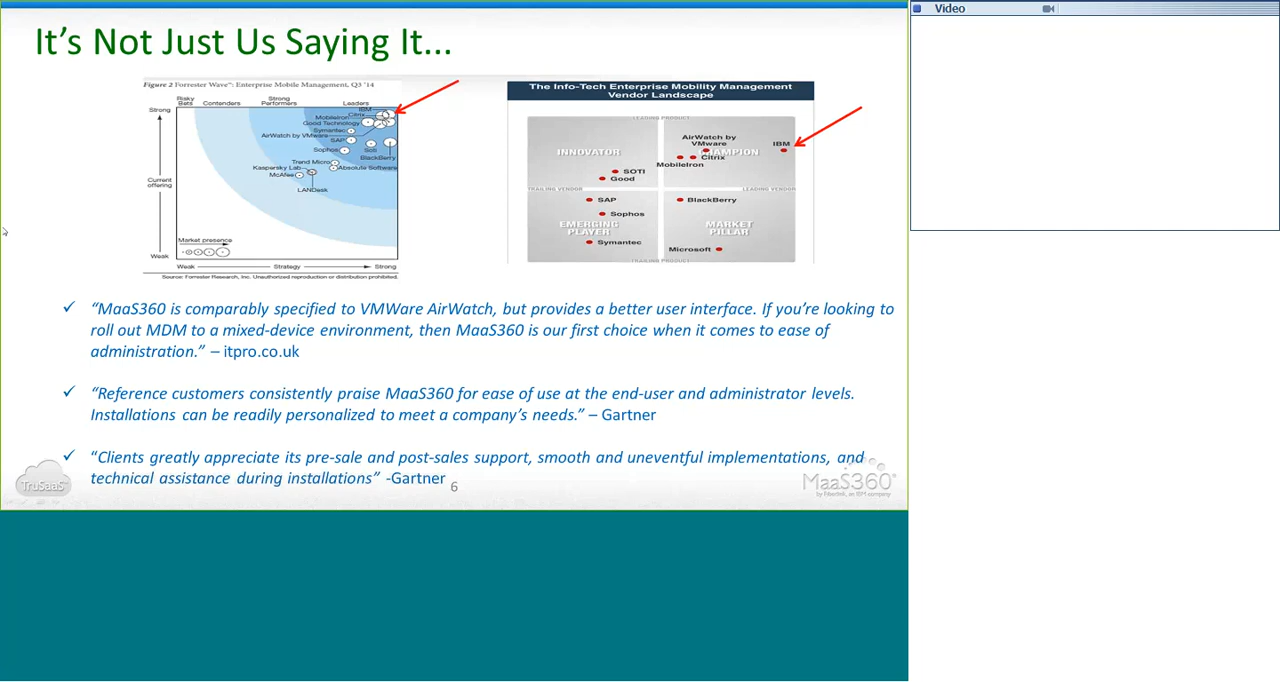 Video
It's Not Just Us Saying It...
Figure 2 Forrester Wave™: Enterprise Mobile Management, Q3 '14
Risky
Bets
Contenders
Strong
Performers
Leaders
Strong
IBM
Citrix
MobileIron
Good Technology
Symantec
AirWatch by VMware
SAP
Sophos
Soti
BlackBerry
Trend Micro
Kaspersky Lab
Absolute Software
McAfee
LANDesk
Current
offering
Market presence
Weak
Weak
Strategy
Strong
Source: Forrester Research, Inc. Unauthorized reproduction or distribution prohibited.
The Info-Tech Enterprise Mobility Management
Vendor Landscape
LEADING PRODUCT
INNOVATOR
CHAMPION
AirWatch by
VMware
IBM
Citrix
MobileIron
SOTI
Good
TRAILING VENDOR
LEADING VENDOR
SAP
BlackBerry
Sophos
EMERGING
PLAYER
MARKET
PILLAR
Symantec
Microsoft
TRAILING PRODUCT
✓ “MaaS360 is comparably specified to VMWare AirWatch, but provides a better user interface. If you’re looking to
roll out MDM to a mixed-device environment, then MaaS360 is our first choice when it comes to ease of
administration.” – itpro.co.uk
✓ “Reference customers consistently praise MaaS360 for ease of use at the end-user and administrator levels.
Installations can be readily personalized to meet a company’s needs.” – Gartner
✓ “Clients greatly appreciate its pre-sale and post-sales support, smooth and uneventful implementations, and
technical assistance during installations” -Gartner
6
TruSaaS
MaaS360
by Fiberlink, an IBM company